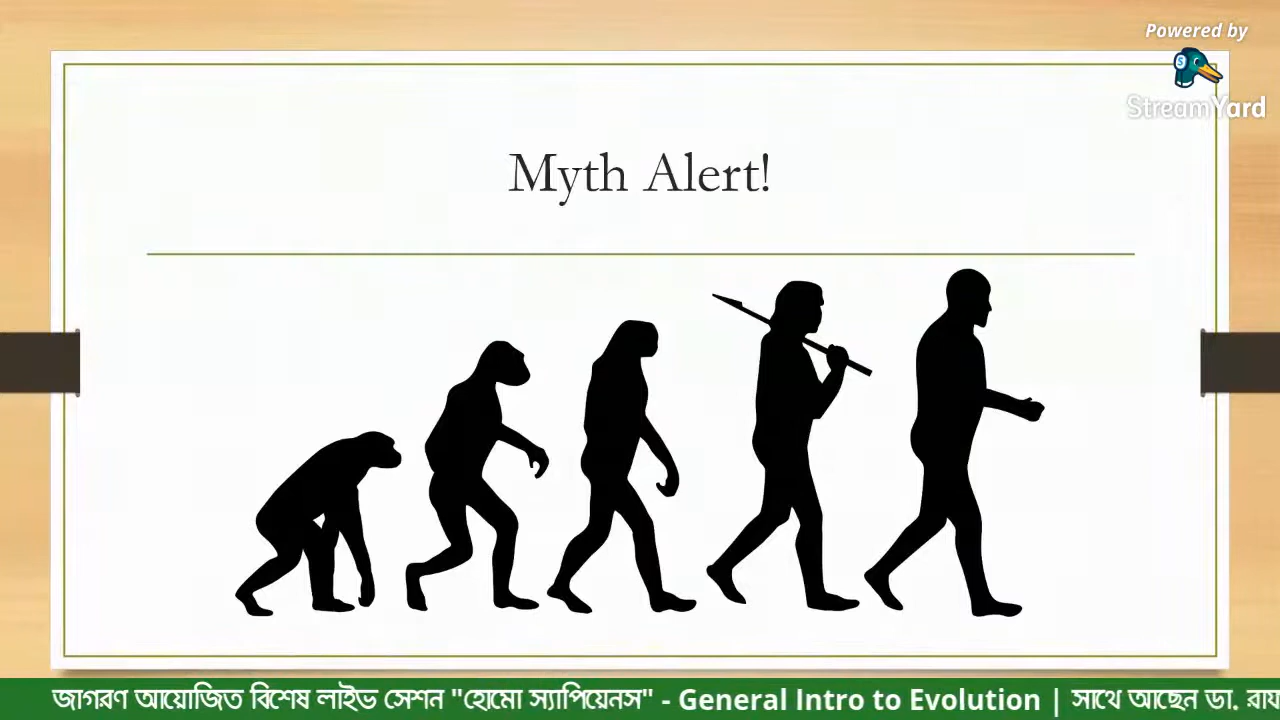 Powered by
StreamYard
Myth Alert!
জাগরণ আয়োজিত বিশেষ লাইভ সেশন "হোমো স্যাপিয়েনস" - General Intro to Evolution | সাথে আছেন ডা.